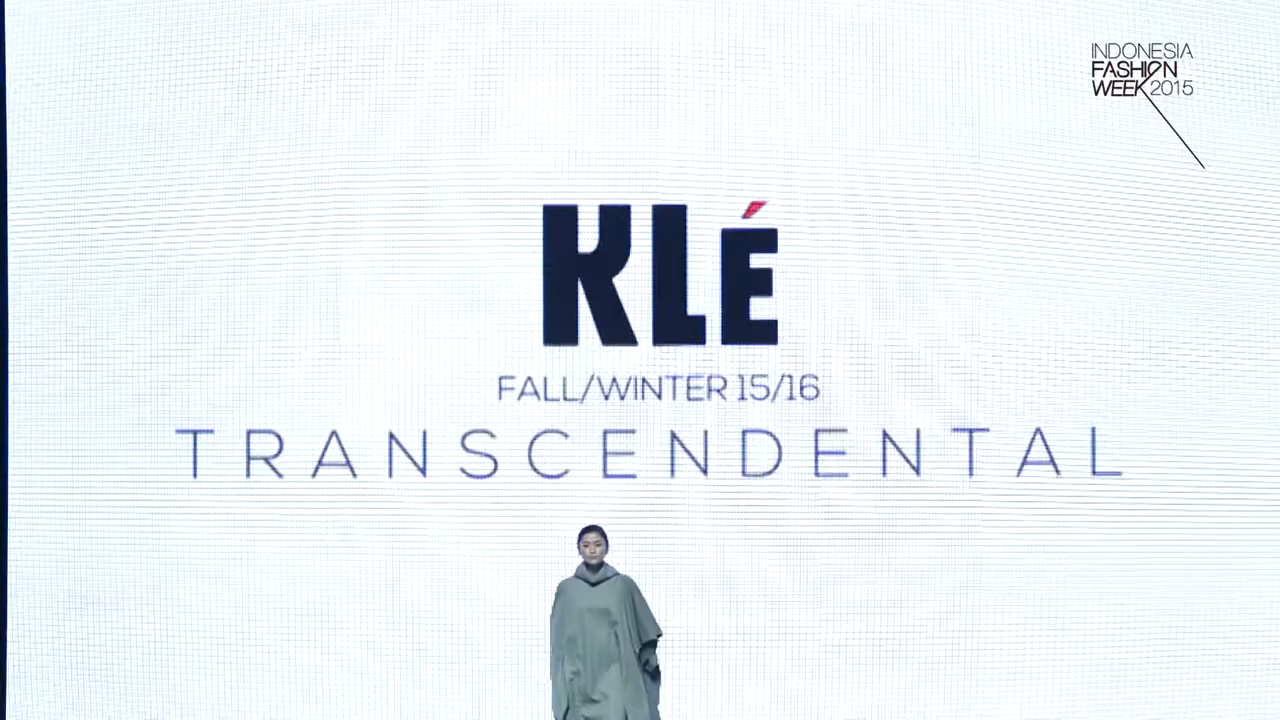 INDONESIA
FASHION
WEEK 2015
KLÉ
FALL/WINTER 15/16
TRANSCENDENTAL